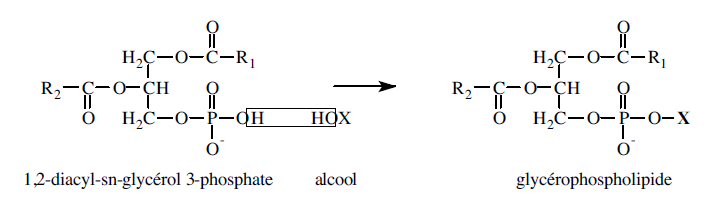 O O
H₂C—O—C—R₁ H₂C—O—C—R₁
R₂—C—O—CH O R₂—C—O—CH O
O H₂C—O—P—OH HOX O H₂C—O—P—O—X
O⁻ O⁻
1,2-diacyl-sn-glycérol 3-phosphate alcool glycérophospholipide